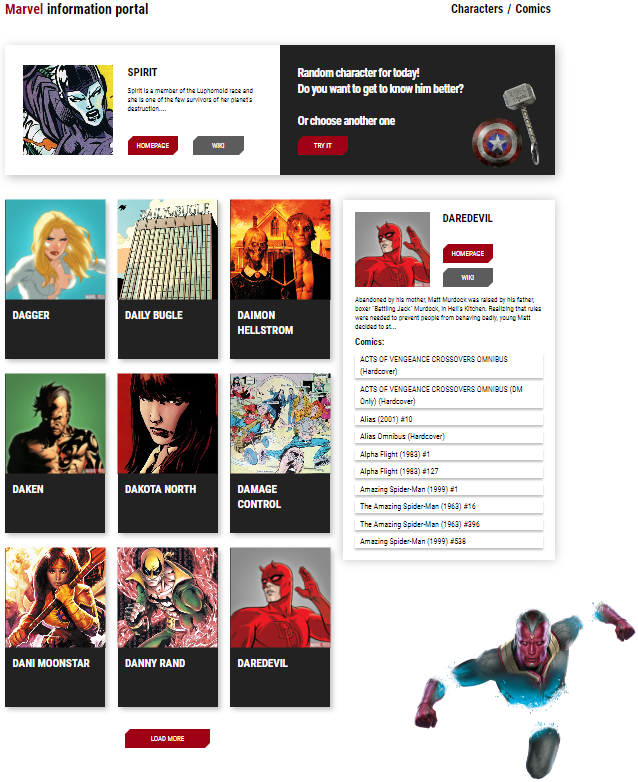 Marvel information portal
Characters / Comics
SPIRIT
Spirit is a member of the Luphomoid race and
she is one of the few survivors of her planet's
destruction....
HOMEPAGE
WIKI
Random character for today!
Do you want to get to know him better?
Or choose another one
TRY IT
DAGGER
DAILY BUGLE
DAILY BUGLE
DAIMON
HELLSTROM
DAKEN
DAKOTA NORTH
DAMAGE
CONTROL
DANI MOONSTAR
DANNY RAND
DAREDEVIL
LOAD MORE
DAREDEVIL
HOMEPAGE
WIKI
Abandoned by his mother, Matt Murdock was raised by his father,
boxer "Battling Jack" Murdock, in Hell's Kitchen. Realizing that rules
were needed to prevent people from behaving badly, young Matt
decided to st...
Comics:
ACTS OF VENGEANCE CROSSOVERS OMNIBUS
(Hardcover)
ACTS OF VENGEANCE CROSSOVERS OMNIBUS (DM
Only) (Hardcover)
Alias (2001) #10
Alias Omnibus (Hardcover)
Alpha Flight (1983) #1
Alpha Flight (1983) #127
Amazing Spider-Man (1999) #1
The Amazing Spider-Man (1963) #16
The Amazing Spider-Man (1963) #396
Amazing Spider-Man (1999) #538